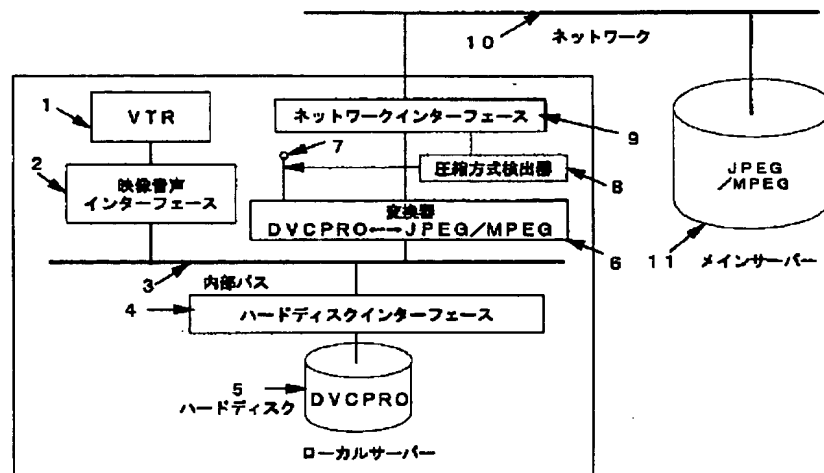 10
ネットワーク
1
VTR
ネットワークインターフェース
9
7
2
映像音声
インターフェース
圧縮方式検出器
8
JPEG
/MPEG
変換器
DVCPRO←→JPEG/MPEG
6
11
メインサーバー
3
内部バス
4
ハードディスクインターフェース
5
ハードディスク
DVCPRO
ローカルサーバー